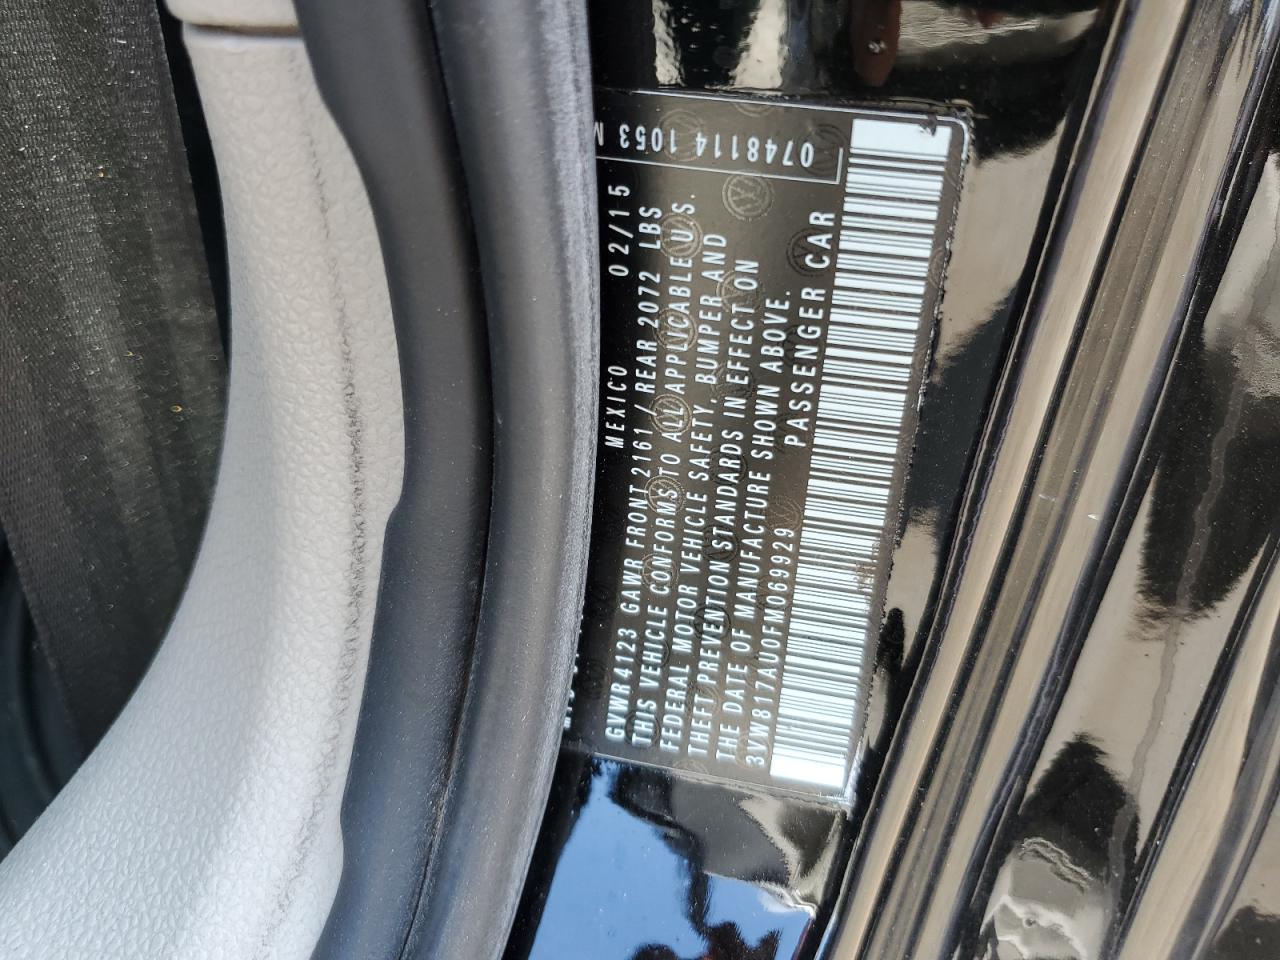 MEXICO 02/15
GVWR 4123 GAWR FRONT 2161 / REAR 2072 LBS
THIS VEHICLE CONFORMS TO ALL APPLICABLE U.S.
FEDERAL MOTOR VEHICLE SAFETY, BUMPER AND
THEFT PREVENTION STANDARDS IN EFFECT ON
THE DATE OF MANUFACTURE SHOWN ABOVE.
3VWB17AU0FM069929 PASSENGER CAR
0748114 1053 M